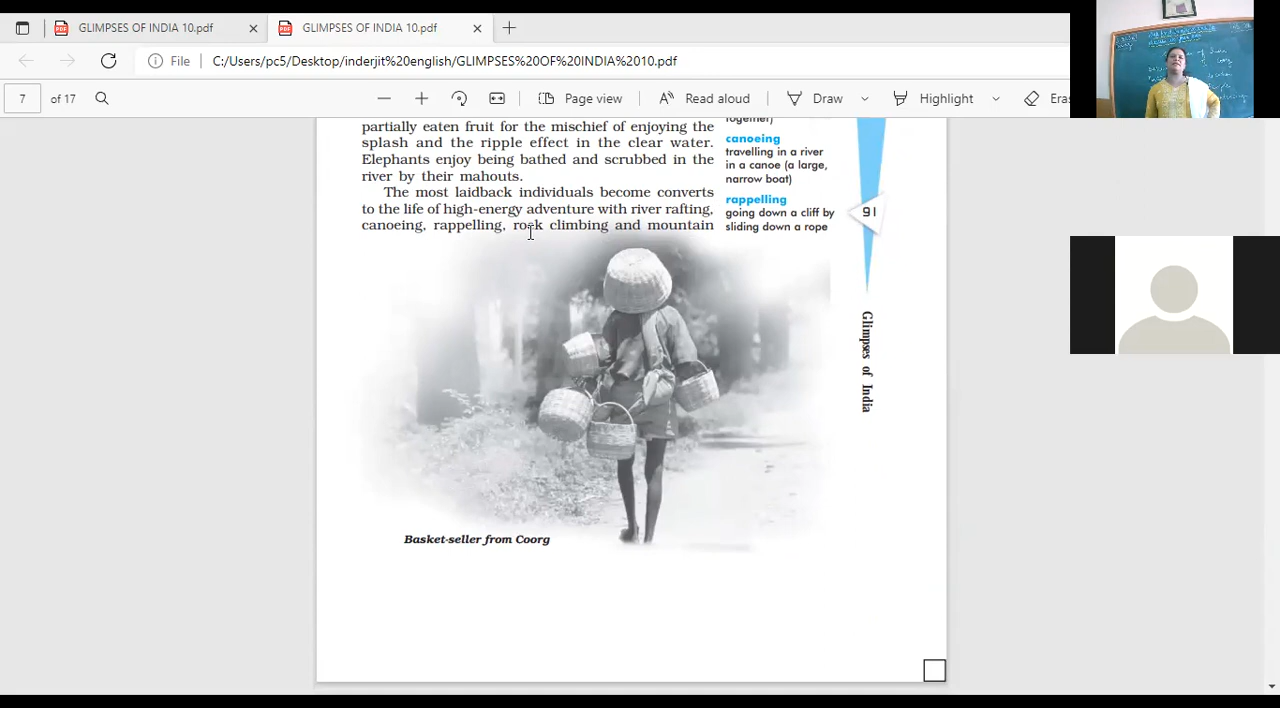 GLIMPSES OF INDIA 10.pdf
GLIMPSES OF INDIA 10.pdf
File
C:/Users/pc5/Desktop/inderjit%20english/GLIMPSES%20OF%20INDIA%2010.pdf
7 of 17
Page view
Read aloud
Draw
Highlight
Eras
partially eaten fruit for the mischief of enjoying the
splash and the ripple effect in the clear water.
Elephants enjoy being bathed and scrubbed in the
river by their mahouts.
The most laidback individuals become converts
to the life of high-energy adventure with river rafting,
canoeing, rappelling, rock climbing and mountain
together)
canoeing
travelling in a river
in a canoe (a large,
narrow boat)
rappelling
going down a cliff by
sliding down a rope
91
Glimpses of India
Basket-seller from Coorg